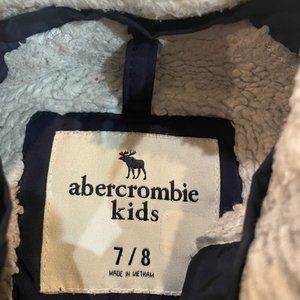 abercrombie
kids
7/8
MADE IN VIETNAM